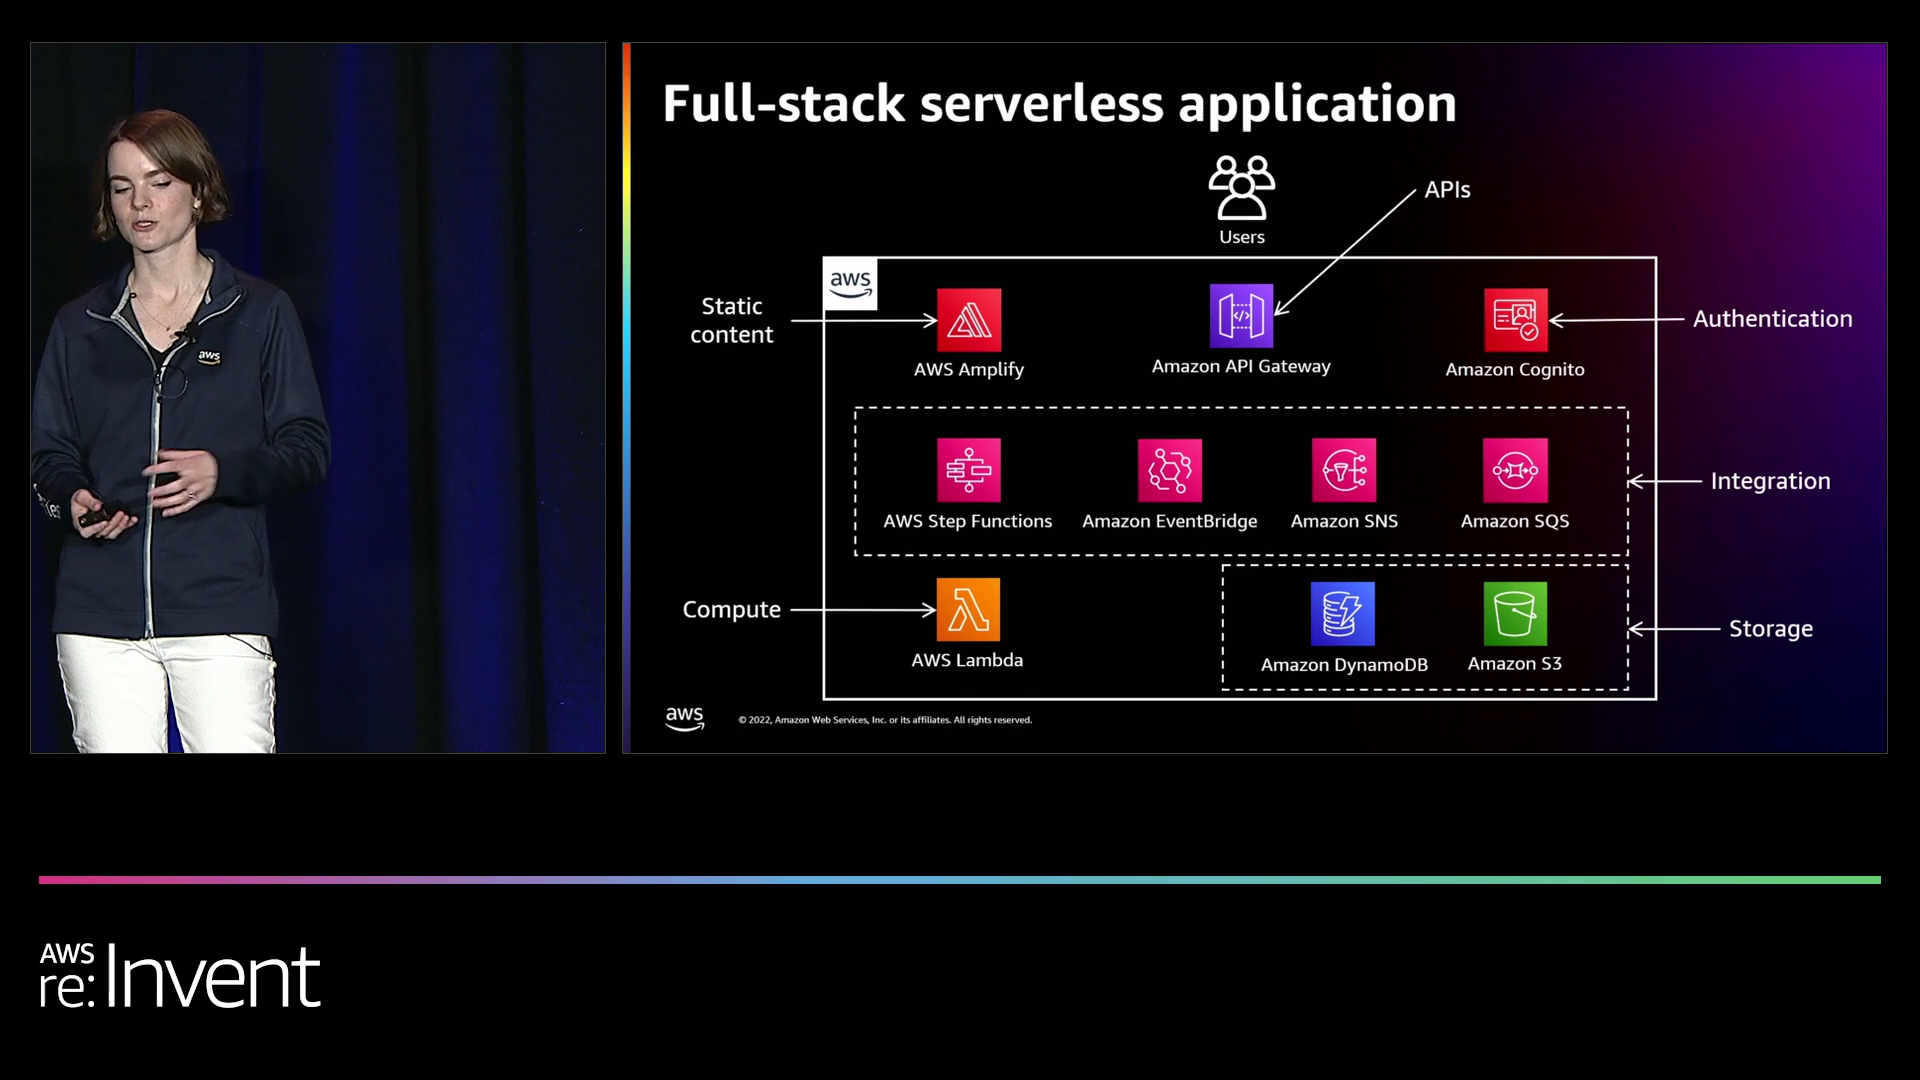 Full-stack serverless application
APIs
Users
aws
Static
content
Authentication
AWS Amplify
Amazon API Gateway
Amazon Cognito
AWS Step Functions
Amazon EventBridge
Amazon SNS
Amazon SQS
Integration
Compute
Storage
AWS Lambda
Amazon DynamoDB
Amazon S3
aws
© 2022, Amazon Web Services, Inc. or its affiliates. All rights reserved.
aws
AWS
re:Invent